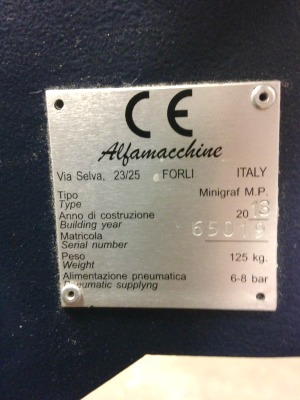 CE
Alfamacchine
Via Selva, 23/25 FORLI ITALY
Tipo Minigraf M.P.
Type
Anno di costruzione 2013
Building year
Matricola 65019
Serial number
Peso 125 kg.
Weight
Alimentazione pneumatica 6-8 bar
Pneumatic supplyng